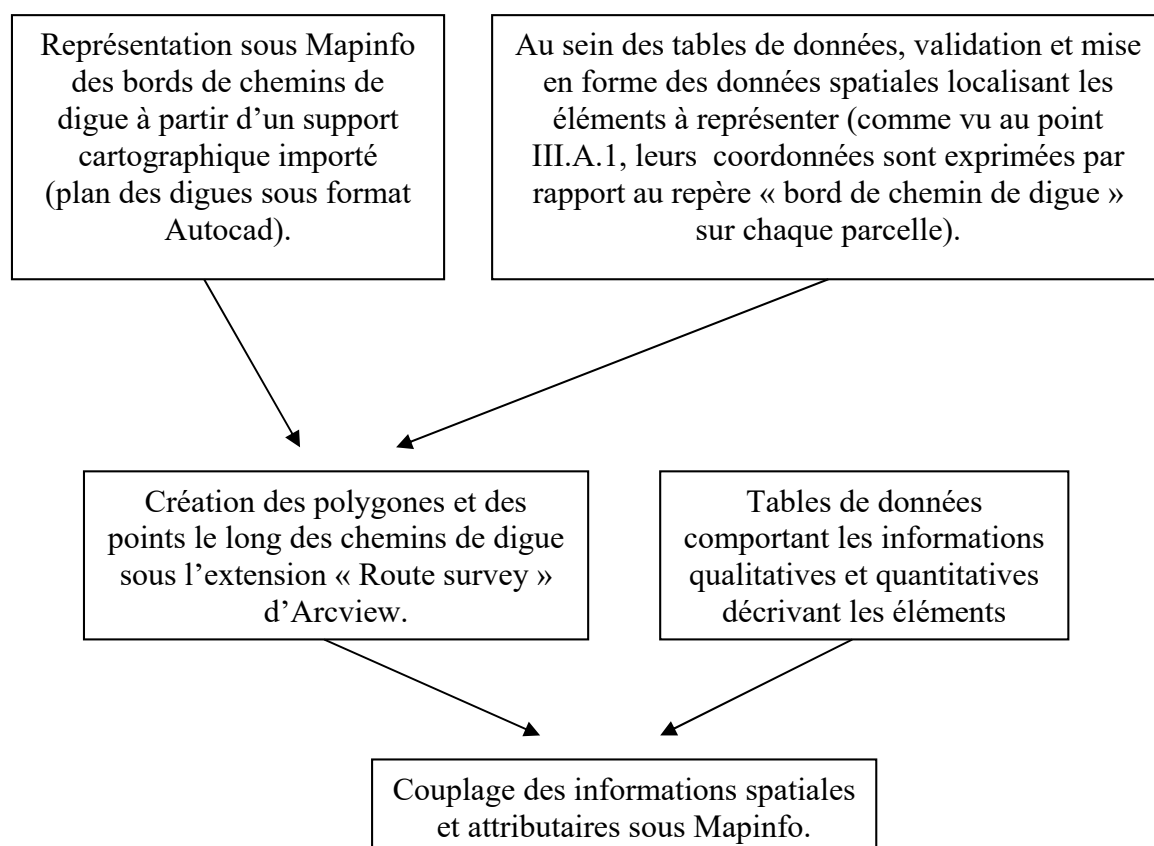 Représentation sous Mapinfo
des bords de chemins de
digue à partir d’un support
cartographique importé
(plan des digues sous format
Autocad).
Au sein des tables de données, validation et mise
en forme des données spatiales localisant les
éléments à représenter (comme vu au point
III.A.1, leurs  coordonnées sont exprimées par
rapport au repère « bord de chemin de digue »
sur chaque parcelle).
Création des polygones et des
points le long des chemins de digue
sous l’extension « Route survey »
d’Arcview.
Tables de données
comportant les informations
qualitatives et quantitatives
décrivant les éléments
Couplage des informations spatiales
et attributaires sous Mapinfo.